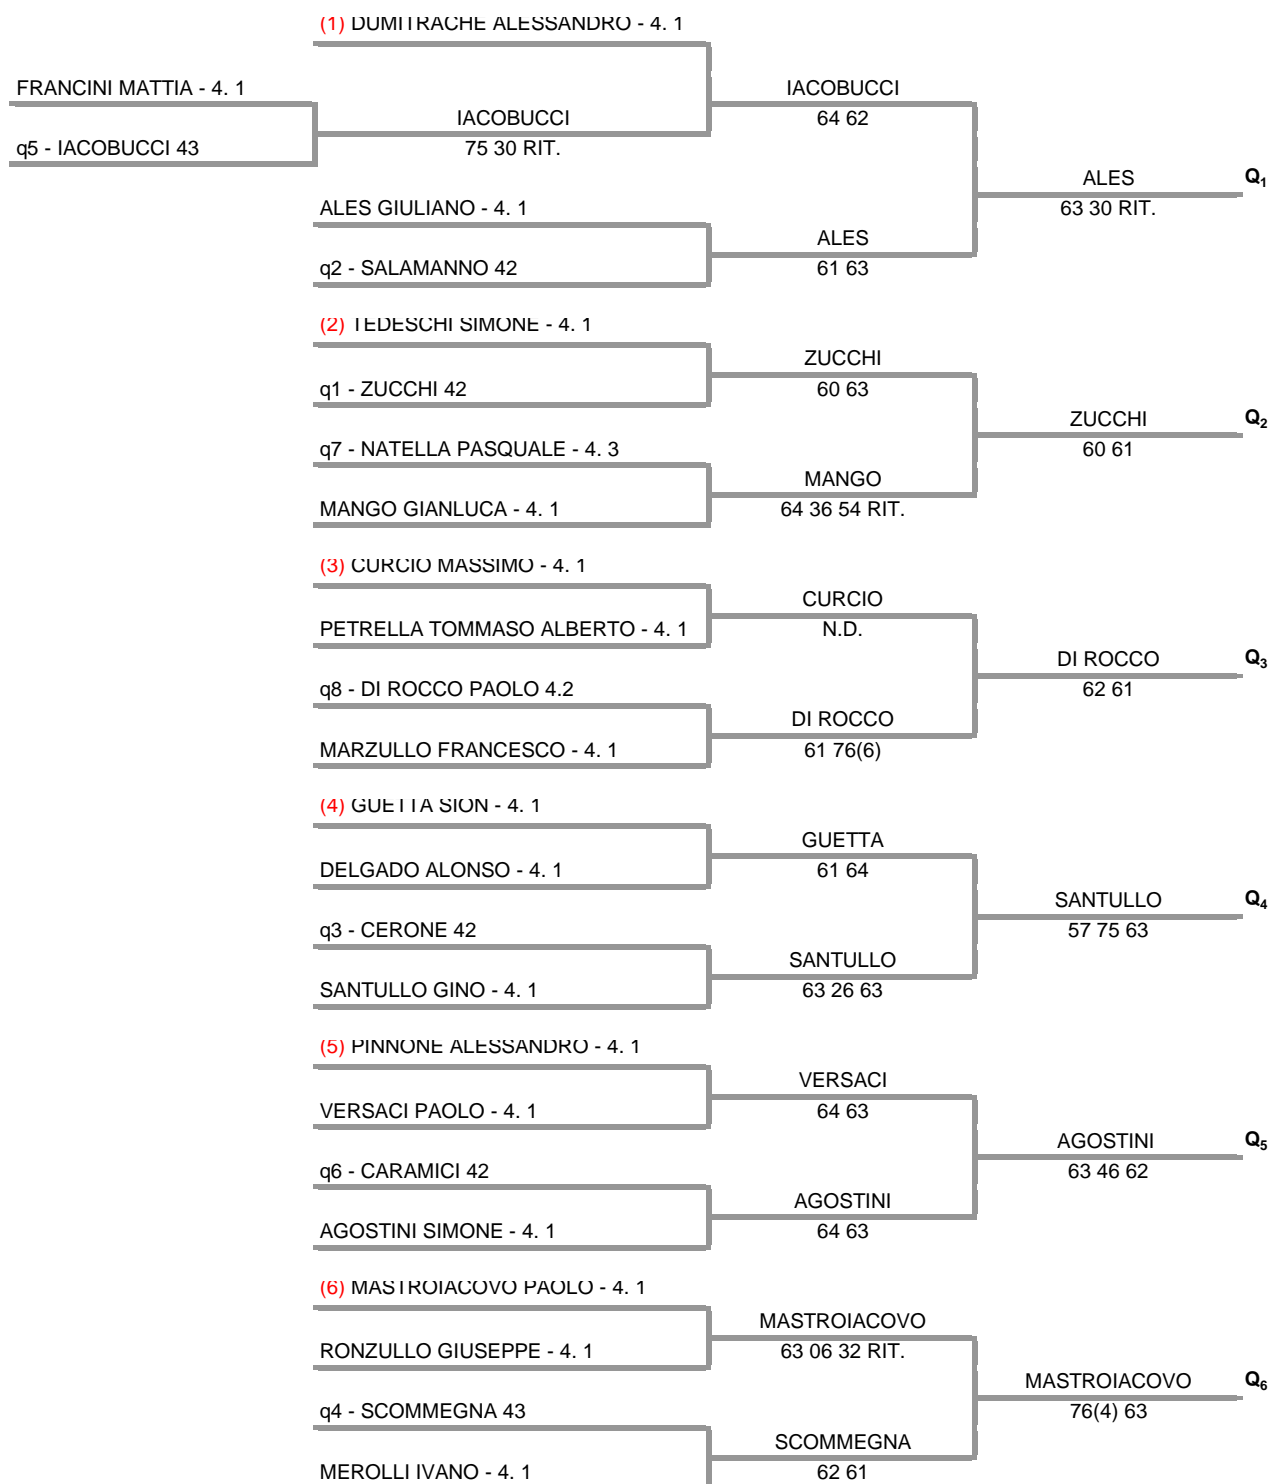 (1) DUMITRACHE ALESSANDRO - 4. 1
FRANCINI MATTIA - 4. 1
IACOBUCCI
64 62
IACOBUCCI
75 30 RIT.
q5 - IACOBUCCI 43
ALES
63 30 RIT.
Q1
ALES GIULIANO - 4. 1
ALES
61 63
q2 - SALAMANNO 42
(2) TEDESCHI SIMONE - 4. 1
ZUCCHI
60 63
q1 - ZUCCHI 42
ZUCCHI
60 61
Q2
q7 - NATELLA PASQUALE - 4. 3
MANGO
64 36 54 RIT.
MANGO GIANLUCA - 4. 1
(3) CURCIO MASSIMO - 4. 1
CURCIO
N.D.
PETRELLA TOMMASO ALBERTO - 4. 1
DI ROCCO
62 61
Q3
q8 - DI ROCCO PAOLO 4.2
DI ROCCO
61 76(6)
MARZULLO FRANCESCO - 4. 1
(4) GUETTA SION - 4. 1
GUETTA
61 64
DELGADO ALONSO - 4. 1
SANTULLO
57 75 63
Q4
q3 - CERONE 42
SANTULLO
63 26 63
SANTULLO GINO - 4. 1
(5) PINNONE ALESSANDRO - 4. 1
VERSACI
64 63
VERSACI PAOLO - 4. 1
AGOSTINI
63 46 62
Q5
q6 - CARAMICI 42
AGOSTINI
64 63
AGOSTINI SIMONE - 4. 1
(6) MASTROIACOVO PAOLO - 4. 1
MASTROIACOVO
63 06 32 RIT.
RONZULLO GIUSEPPE - 4. 1
MASTROIACOVO
76(4) 63
Q6
q4 - SCOMMEGNA 43
SCOMMEGNA
62 61
MEROLLI IVANO - 4. 1